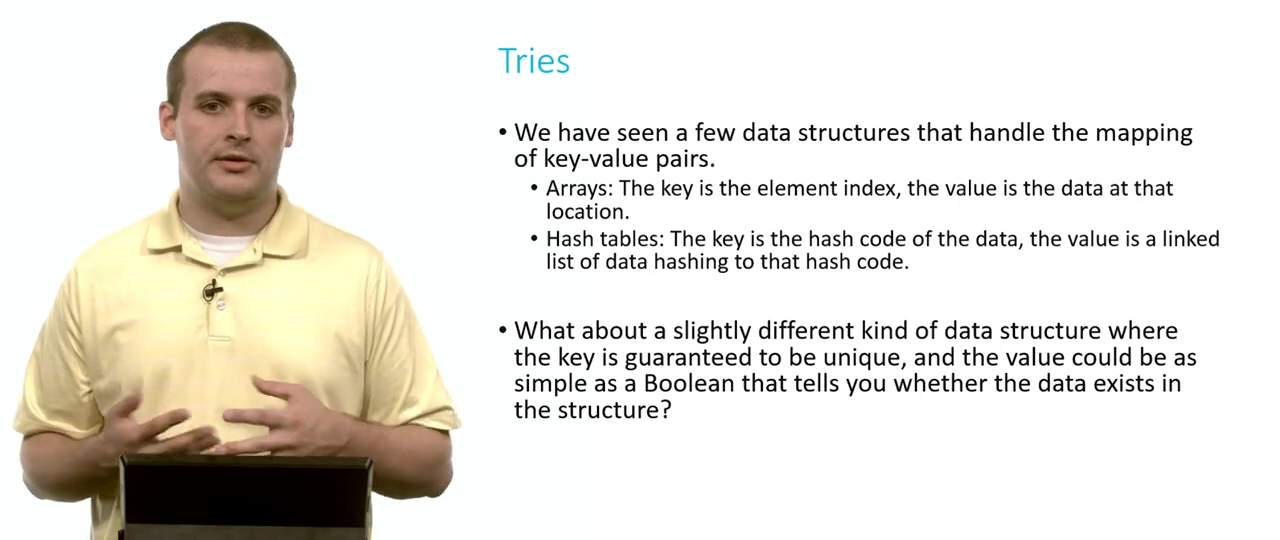 Tries
• We have seen a few data structures that handle the mapping
of key-value pairs.
• Arrays: The key is the element index, the value is the data at that
location.
• Hash tables: The key is the hash code of the data, the value is a linked
list of data hashing to that hash code.
• What about a slightly different kind of data structure where
the key is guaranteed to be unique, and the value could be as
simple as a Boolean that tells you whether the data exists in
the structure?